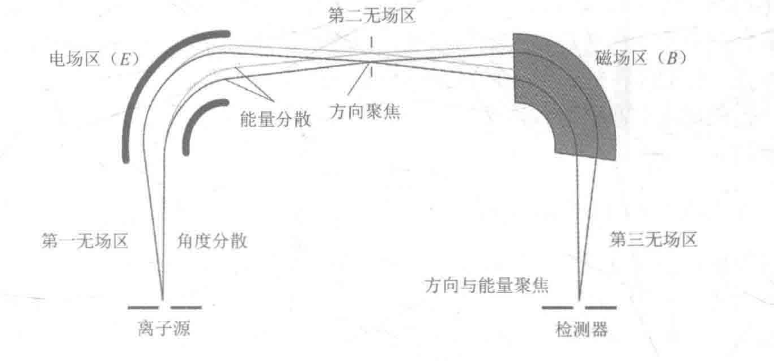 第二无场区
电场区（E）
磁场区（B）
能量分散
方向聚焦
第一无场区
角度分散
第三无场区
方向与能量聚焦
离子源
检测器